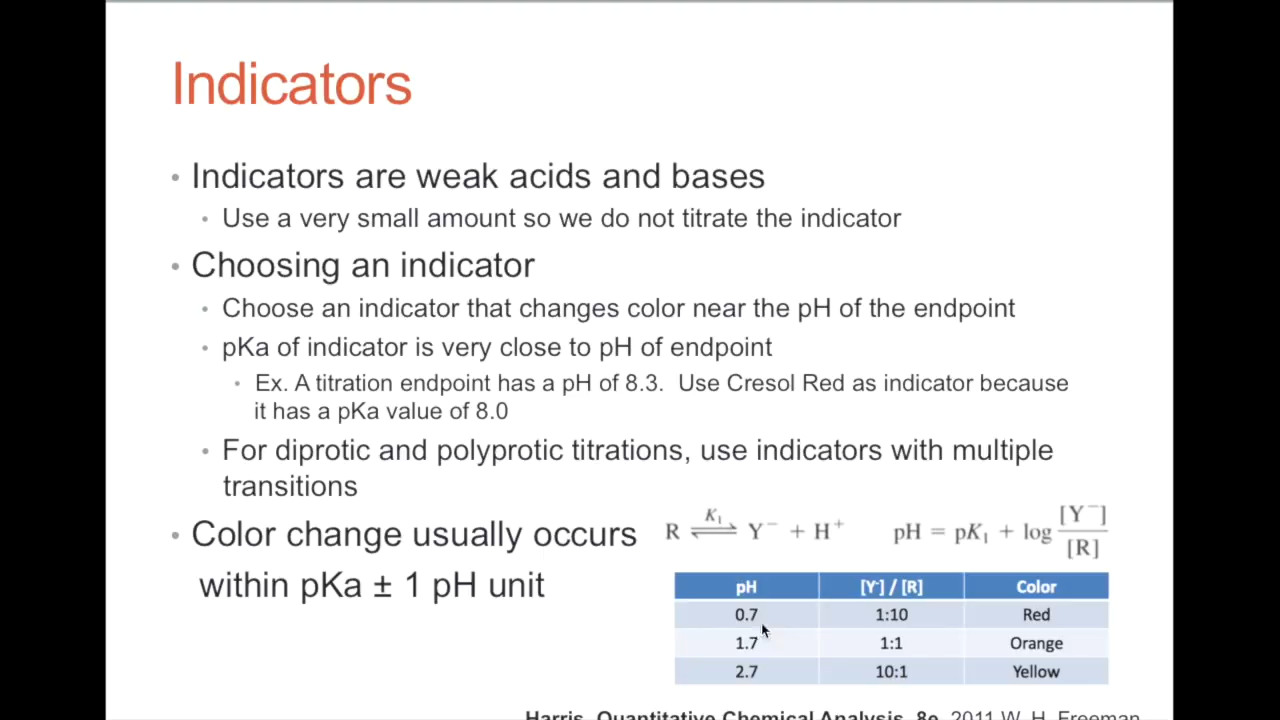 Indicators
• Indicators are weak acids and bases
• Use a very small amount so we do not titrate the indicator
• Choosing an indicator
• Choose an indicator that changes color near the pH of the endpoint
• pKa of indicator is very close to pH of endpoint
• Ex. A titration endpoint has a pH of 8.3.  Use Cresol Red as indicator because
it has a pKa value of 8.0
• For diprotic and polyprotic titrations, use indicators with multiple
transitions
• Color change usually occurs
within pKa ± 1 pH unit
R ⇌ K₁ Y⁻ + H⁺
pH = pK₁ + log [Y⁻]/[R]
pH [Y⁻] / [R] Color
0.7 1:10 Red
1.7 1:1 Orange
2.7 10:1 Yellow
Harris, Quantitative Chemical Analysis, 8e, 2011 W. H. Freeman